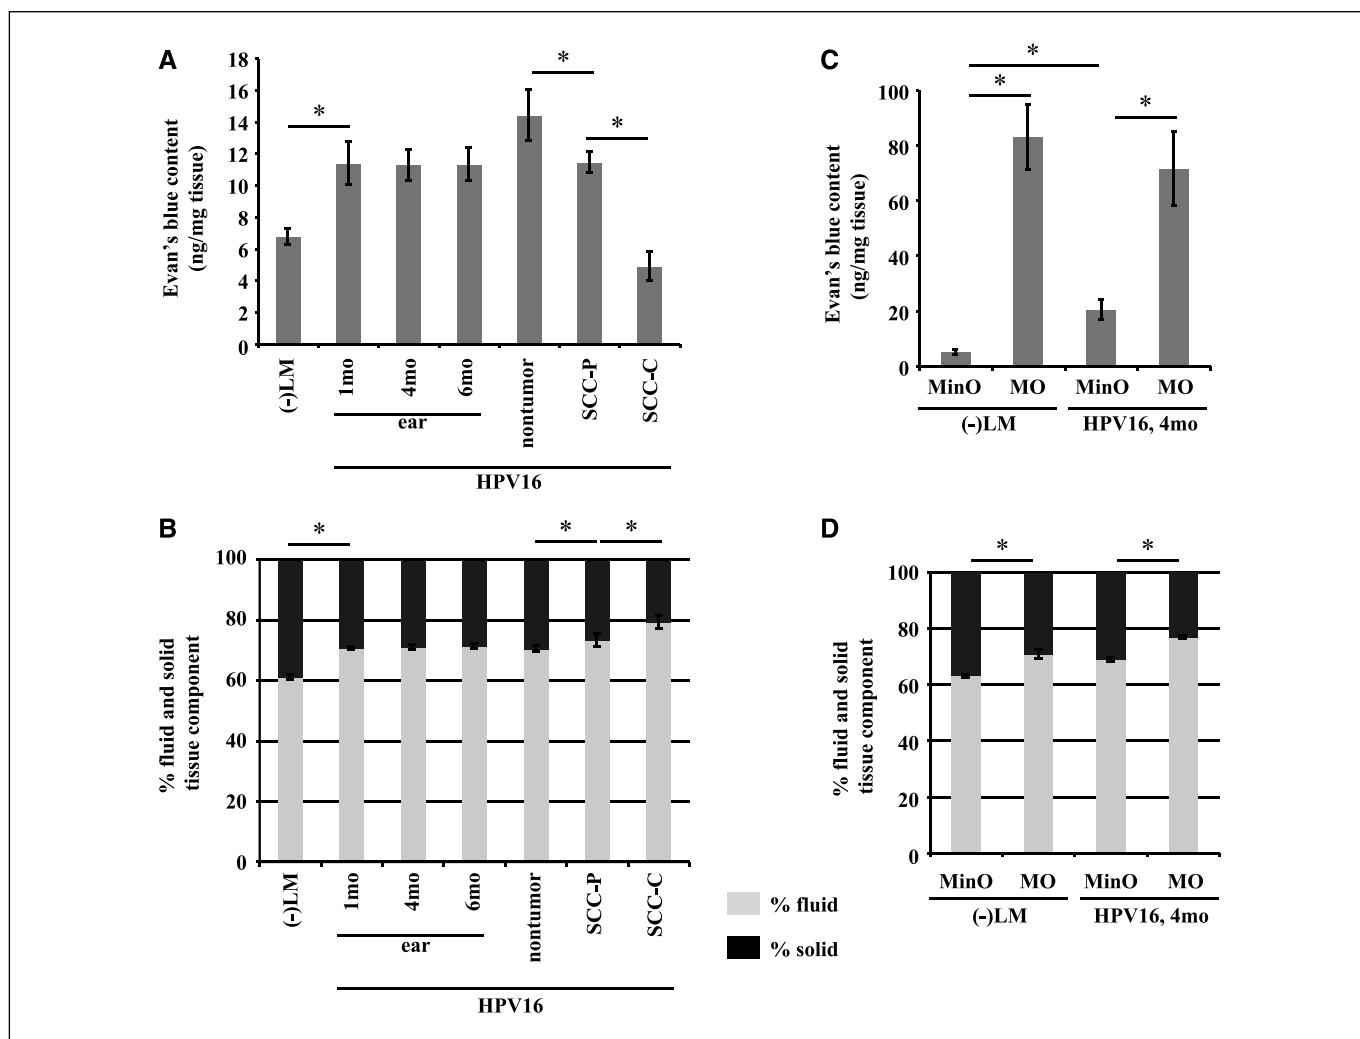 A
Evan's blue content
(ng/mg tissue)
18
16
14
12
10
8
6
4
2
0
*
*
*
(-)LM
1mo
4mo
6mo
nontumor
SCC-P
SCC-C
ear
HPV16
C
Evan's blue content
(ng/mg tissue)
100
80
60
40
20
0
*
*
*
MinO MO MinO MO
(-)LM HPV16, 4mo
B
% fluid and solid
tissue component
100
80
60
40
20
0
*
*
*
(-)LM
1mo
4mo
6mo
nontumor
SCC-P
SCC-C
ear
HPV16
% fluid
% solid
D
% fluid and solid
tissue component
100
80
60
40
20
0
*
*
MinO MO MinO MO
(-)LM HPV16, 4mo